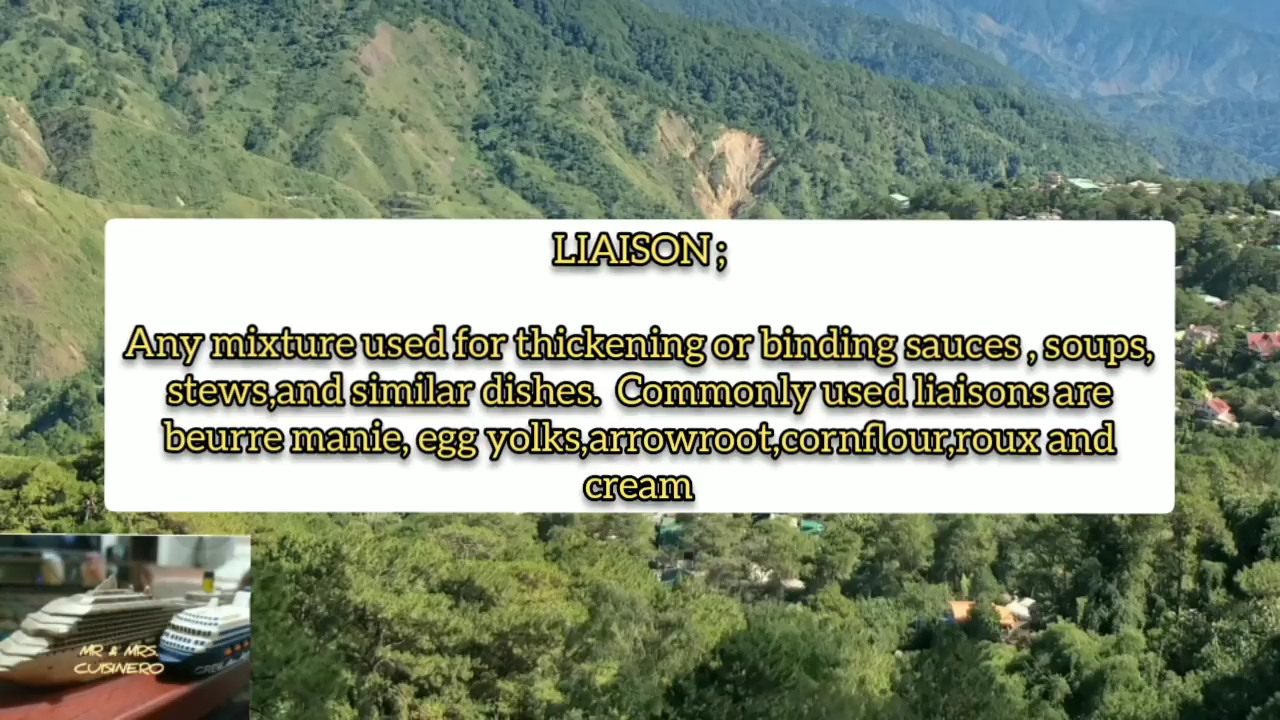 LIAISON ;
Any mixture used for thickening or binding sauces , soups,
stews,and similar dishes. Commonly used liaisons are
beurre manie, egg yolks,arrowroot,cornflour,roux and
cream
MR & MRS.
CUISINERO